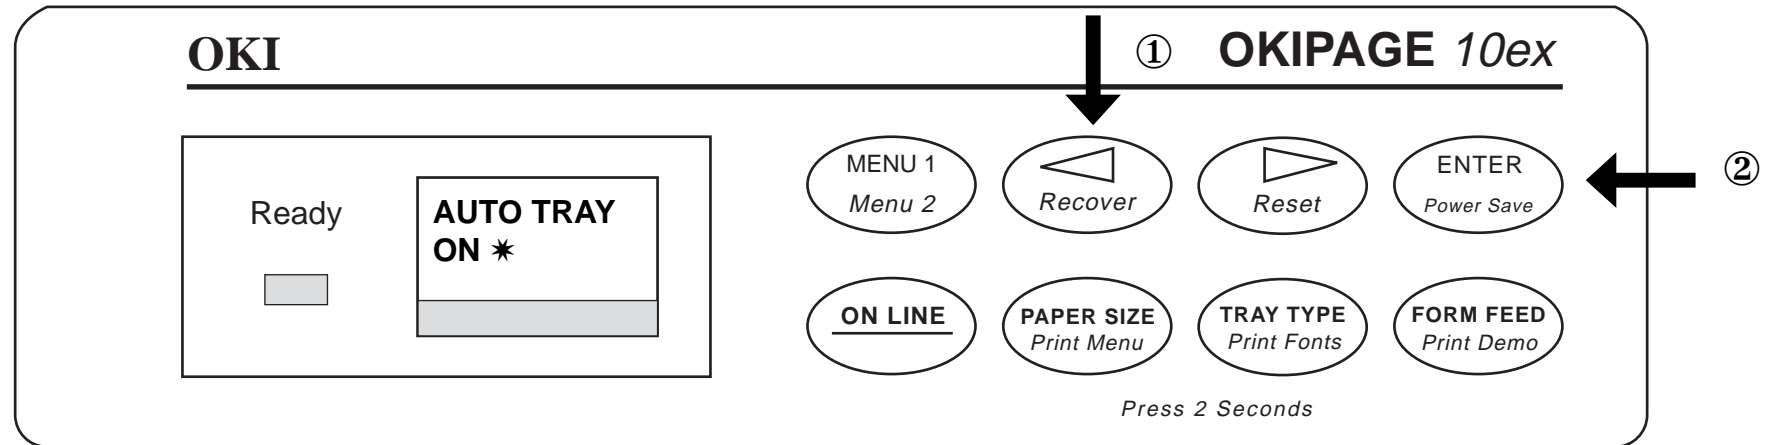 ①
OKI
OKIPAGE 10ex
Ready
AUTO TRAY
ON ✷
MENU 1
Menu 2
Recover
Reset
ENTER
Power Save
②
ON LINE
PAPER SIZE
Print Menu
TRAY TYPE
Print Fonts
FORM FEED
Print Demo
Press 2 Seconds